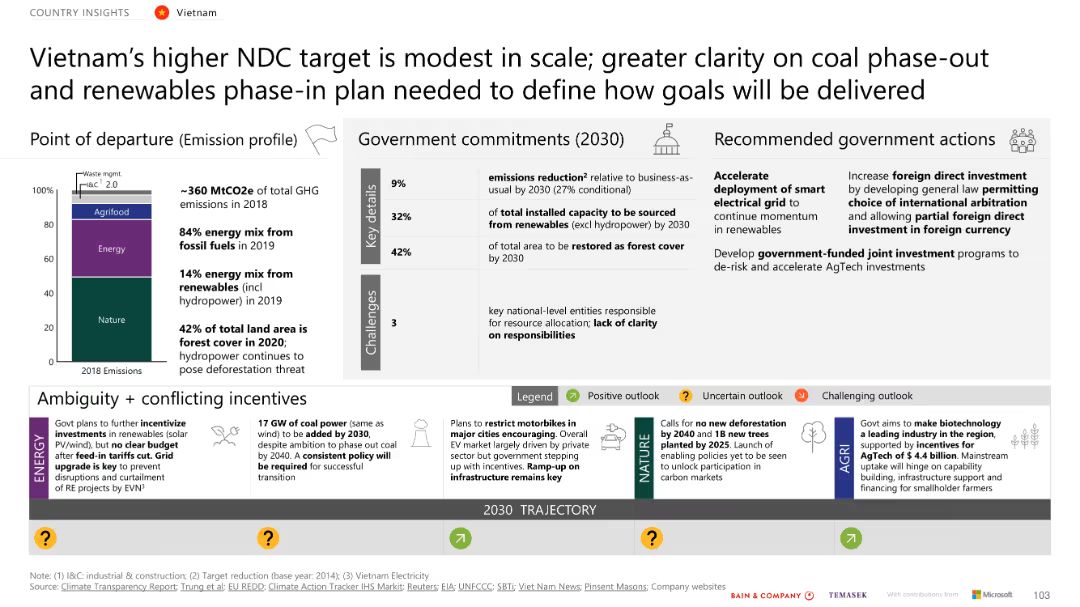 COUNTRY INSIGHTS
Vietnam
Vietnam's higher NDC target is modest in scale; greater clarity on coal phase-out
and renewables phase-in plan needed to define how goals will be delivered
Point of departure (Emission profile)
Waste mgmt.
I&C¹ 2.0
100%
80
60
40
20
0
Agrifood
Energy
Nature
2018 Emissions
~360 MtCO2e of total GHG
emissions in 2018
84% energy mix from
fossil fuels in 2019
14% energy mix from
renewables (incl
hydropower) in 2019
42% of total land area is
forest cover in 2020;
hydropower continues to
pose deforestation threat
Government commitments (2030)
Key details
9%
emissions reduction² relative to business-as-
usual by 2030 (27% conditional)
32%
of total installed capacity to be sourced
from renewables (excl hydropower) by 2030
42%
of total area to be restored as forest cover
by 2030
Challenges
3
key national-level entities responsible
for resource allocation; lack of clarity
on responsibilities
Recommended government actions
Accelerate
deployment of smart
electrical grid to
continue momentum
in renewables
Increase foreign direct investment
by developing general law permitting
choice of international arbitration
and allowing partial foreign direct
investment in foreign currency
Develop government-funded joint investment programs to
de-risk and accelerate AgTech investments
Ambiguity + conflicting incentives
Legend
Positive outlook
? Uncertain outlook
Challenging outlook
ENERGY
Govt plans to further incentivize
investments in renewables (solar
PV/wind), but no clear budget
after feed-in tariffs cut. Grid
upgrade is key to prevent
disruptions and curtailment
of RE projects by EVN³
17 GW of coal power (same as
wind) to be added by 2030,
despite ambition to phase out coal
by 2040. A consistent policy will
be required for successful
transition
Plans to restrict motorbikes in
major cities encouraging. Overall
EV market largely driven by private
sector but government stepping
up with incentives. Ramp-up on
infrastructure remains key
NATURE
Calls for no new deforestation
by 2040 and 1B new trees
planted by 2025. Launch of
enabling policies yet to be seen
to unlock participation in
carbon markets
AGRI
Govt aims to make biotechnology
a leading industry in the region,
supported by incentives for
AgTech of $ 4.4 billion. Mainstream
uptake will hinge on capability
building, infrastructure support and
financing for smallholder farmers
2030 TRAJECTORY
?
?
?
Note: (1) I&C: industrial & construction; (2) Target reduction (base year: 2014); (3) Vietnam Electricity
Source: Climate Transparency Report; Trung et al; EU REDD; Climate Action Tracker IHS Markit; Reuters; EIA; UNFCCC; SBTi; Viet Nam News; Pinsent Masons; Company websites
BAIN & COMPANY
TEMASEK
With contributions from
Microsoft
103